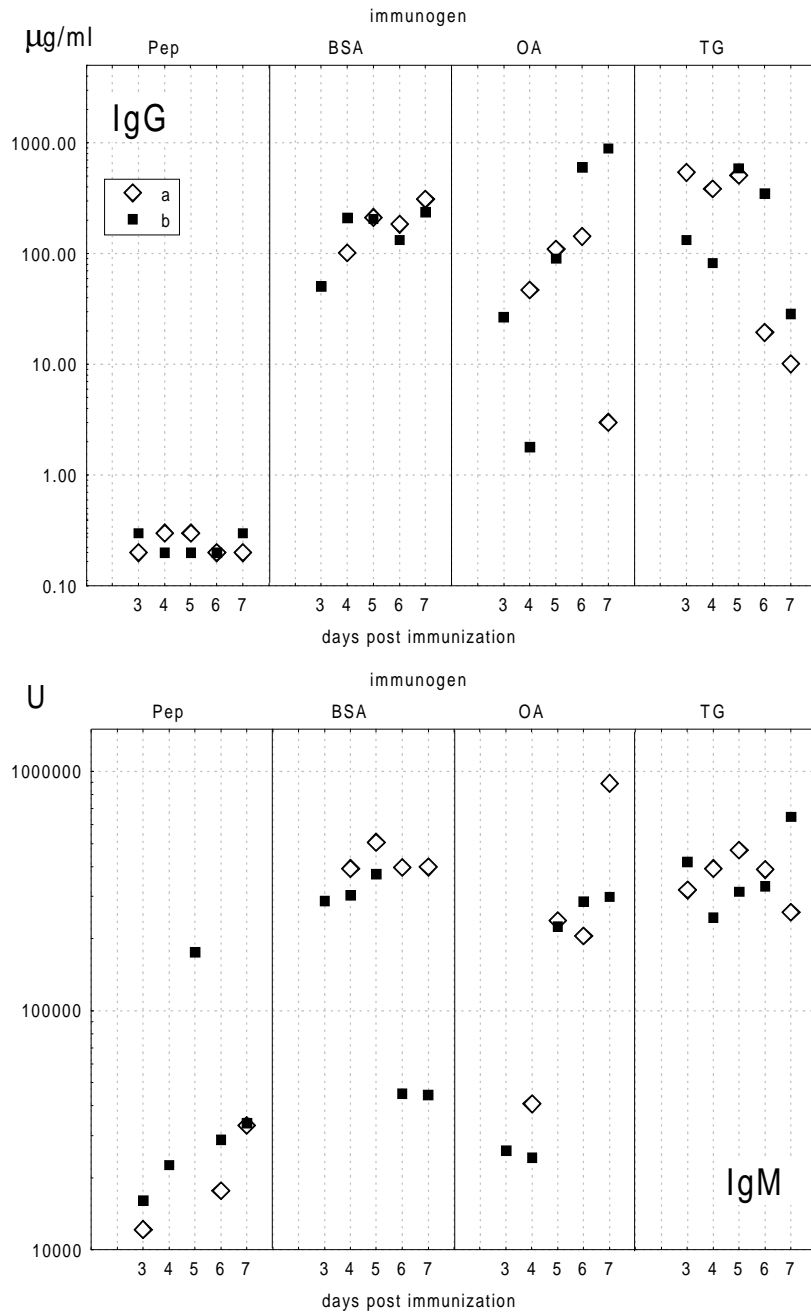 immunogen
µg/ml
Pep BSA OA TG
IgG
1000.00
a
b
100.00
10.00
1.00
0.10
3 4 5 6 7 3 4 5 6 7 3 4 5 6 7 3 4 5 6 7
days post immunization
immunogen
U
Pep BSA OA TG
1000000
100000
IgM
10000
3 4 5 6 7 3 4 5 6 7 3 4 5 6 7 3 4 5 6 7
days post immunization